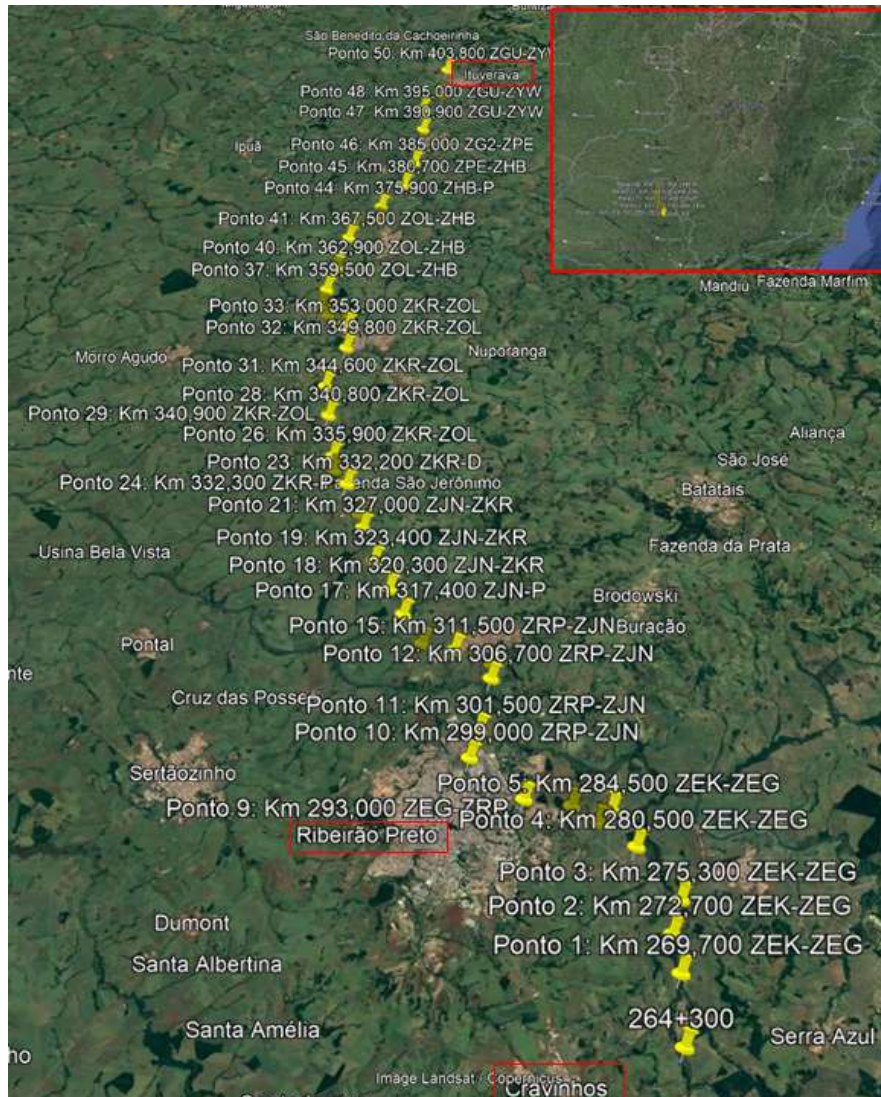 São Benedito da Cachoeirinha
Ponto 50: Km 403,800 ZGU-ZYW
Ituverava
Ponto 48: Km 395,000 ZGU-ZYW
Ponto 47: Km 390,900 ZGU-ZYW
Ipuã
Ponto 46: Km 385,000 ZG2-ZPE
Ponto 45: Km 380,700 ZPE-ZHB
Ponto 44: Km 375,900 ZHB-P
Ponto 41: Km 367,500 ZOL-ZHB
Ponto 40: Km 362,900 ZOL-ZHB
Ponto 37: Km 359,500 ZOL-ZHB
Mandiú
Fazenda Marfim
Ponto 33: Km 353,000 ZKR-ZOL
Ponto 32: Km 349,800 ZKR-ZOL
Morro Agudo
Nuporanga
Ponto 31: Km 344,600 ZKR-ZOL
Ponto 28: Km 340,800 ZKR-ZOL
Ponto 29: Km 340,900 ZKR-ZOL
Ponto 26: Km 335,900 ZKR-ZOL
Aliança
Ponto 23: Km 332,200 ZKR-D
São José
Ponto 24: Km 332,300 ZKR-P
Fazenda São Jerônimo
Batatais
Ponto 21: Km 327,000 ZJN-ZKR
Ponto 19: Km 323,400 ZJN-ZKR
Usina Bela Vista
Fazenda da Prata
Ponto 18: Km 320,300 ZJN-ZKR
Ponto 17: Km 317,400 ZJN-P
Brodowski
Ponto 15: Km 311,500 ZRP-ZJN
Buracão
Pontal
Ponto 12: Km 306,700 ZRP-ZJN
nte
Cruz das Posses
Ponto 11: Km 301,500 ZRP-ZJN
Ponto 10: Km 299,000 ZRP-ZJN
Sertãozinho
Ponto 5: Km 284,500 ZEK-ZEG
Ponto 9: Km 293,000 ZEG-ZRP
Ponto 4: Km 280,500 ZEK-ZEG
Ribeirão Preto
Ponto 3: Km 275,300 ZEK-ZEG
Ponto 2: Km 272,700 ZEK-ZEG
Dumont
Ponto 1: Km 269,700 ZEK-ZEG
Santa Albertina
264+300
Santa Amélia
Serra Azul
ho
Image Landsat / Copernicus
Cravinhos